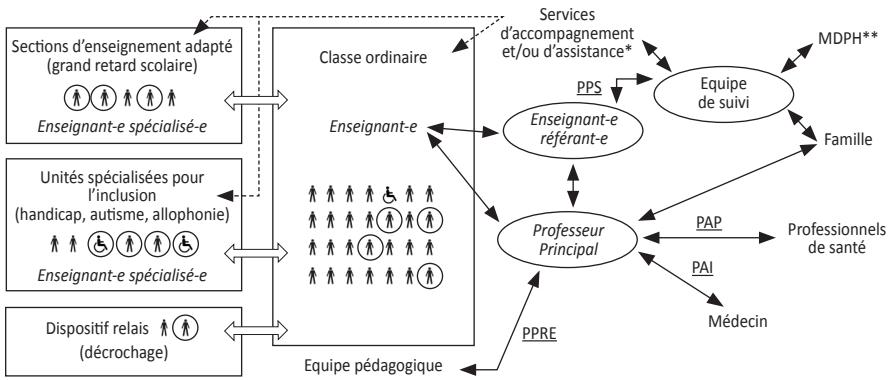 Sections d'enseignement adapté
(grand retard scolaire)
Enseignant-e spécialisé-e
Unités spécialisées pour
l'inclusion
(handicap, autisme, allophonie)
Enseignant-e spécialisé-e
Dispositif relais
(décrochage)
Classe ordinaire
Enseignant-e
Equipe pédagogique
Services
d'accompagnement
et/ou d'assistance*
PPS
Enseignant-e
référant-e
Professeur
Principal
PPRE
MDPH**
Equipe
de suivi
Famille
PAP
Professionnels
de santé
PAI
Médecin